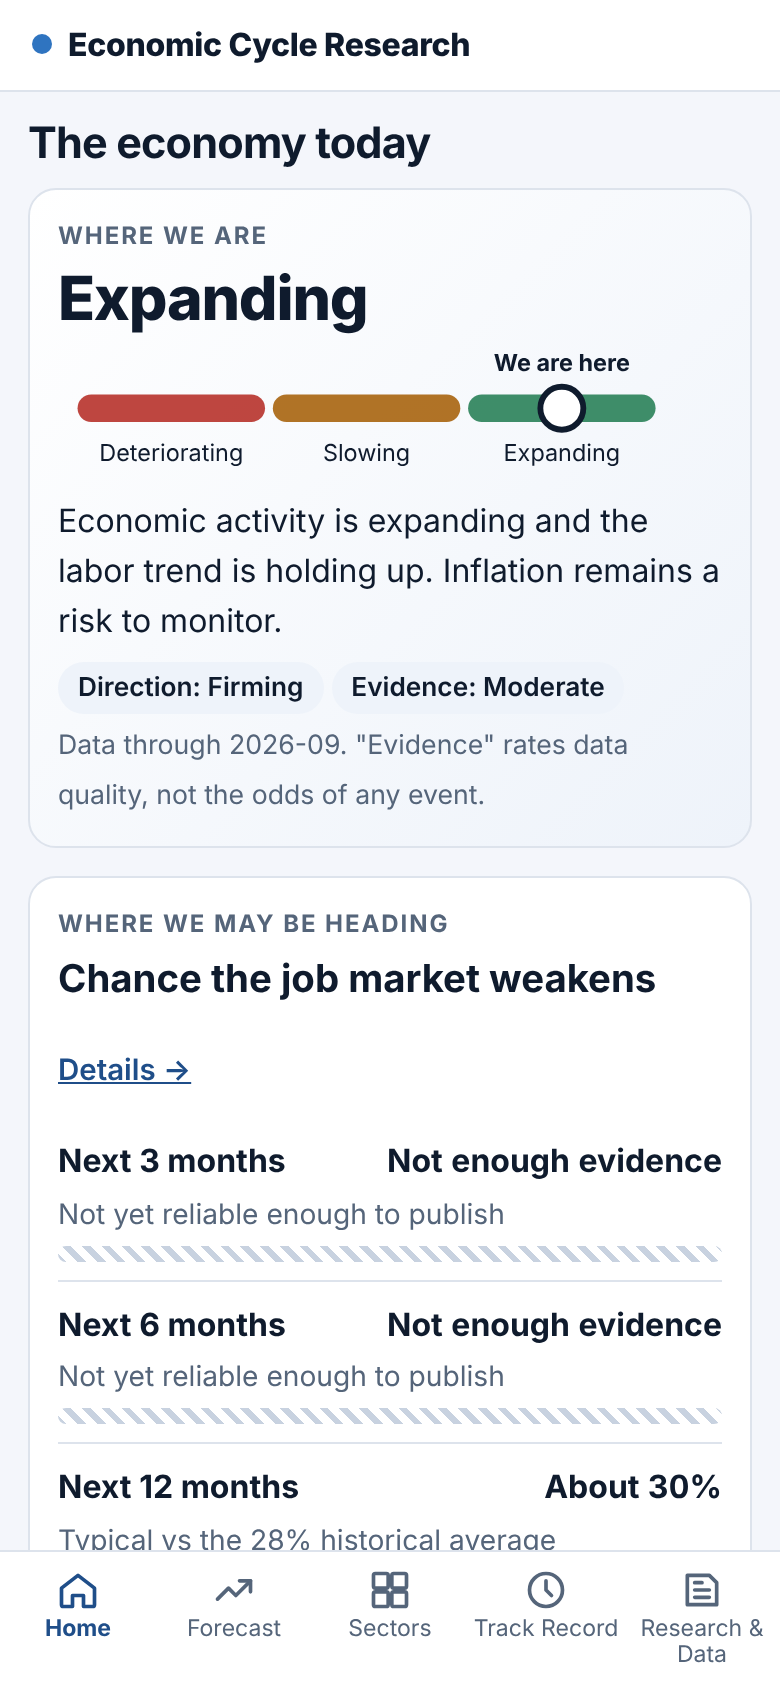 Economic Cycle Research
The economy today
WHERE WE ARE
Expanding
We are here
Deteriorating Slowing Expanding
Economic activity is expanding and the
labor trend is holding up. Inflation remains a
risk to monitor.
Direction: Firming Evidence: Moderate
Data through 2026-09. "Evidence" rates data
quality, not the odds of any event.
WHERE WE MAY BE HEADING
Chance the job market weakens
Details →
Next 3 months Not enough evidence
Not yet reliable enough to publish
Next 6 months Not enough evidence
Not yet reliable enough to publish
Next 12 months About 30%
Typical vs the 28% historical average
Home Forecast Sectors Track Record Research &
Data